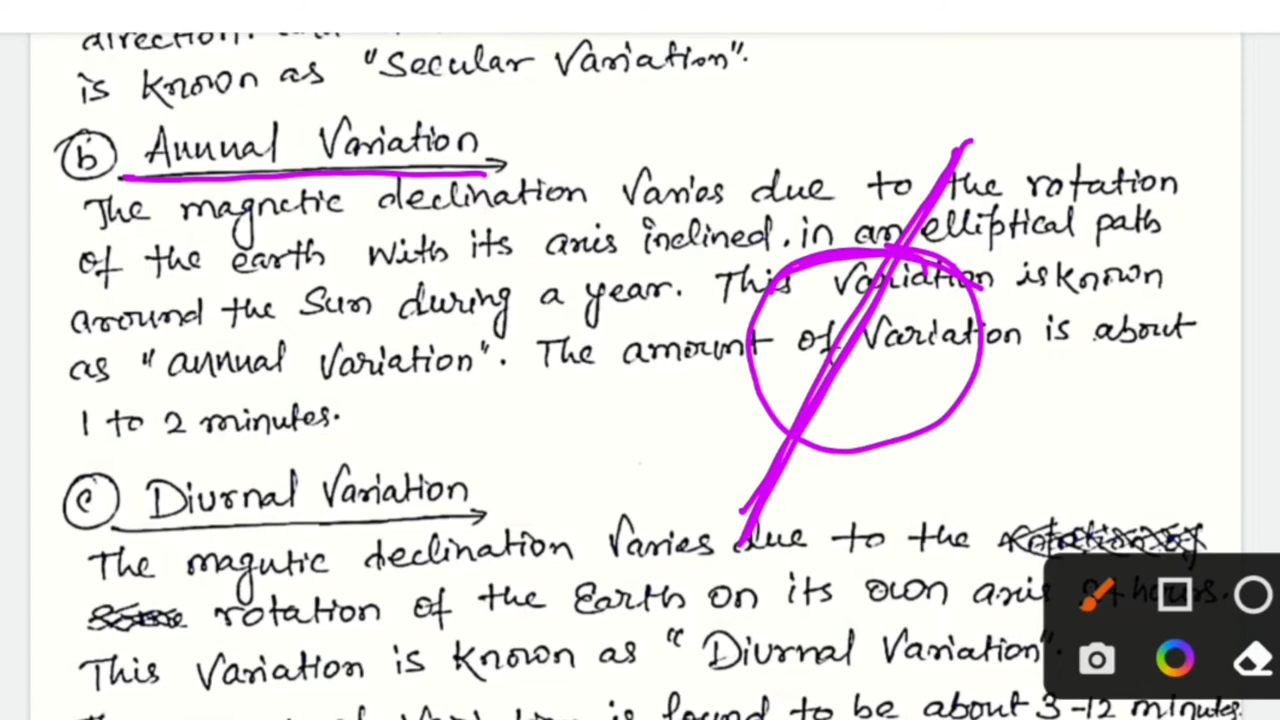 direction.
is known as "Secular Variation".
(b) Annual Variation
The magnetic declination varies due to the rotation
of the earth with its axis inclined, in an elliptical path
around the Sun during a year. This variation is known
as "annual variation". The amount of variation is about
1 to 2 minutes.
(c) Diurnal Variation
The magutic declination varies due to the
rotation of the Earth on its own axis 24 hours.
This variation is known as "Diurnal Variation".
is found to be about 3-12 minutes.